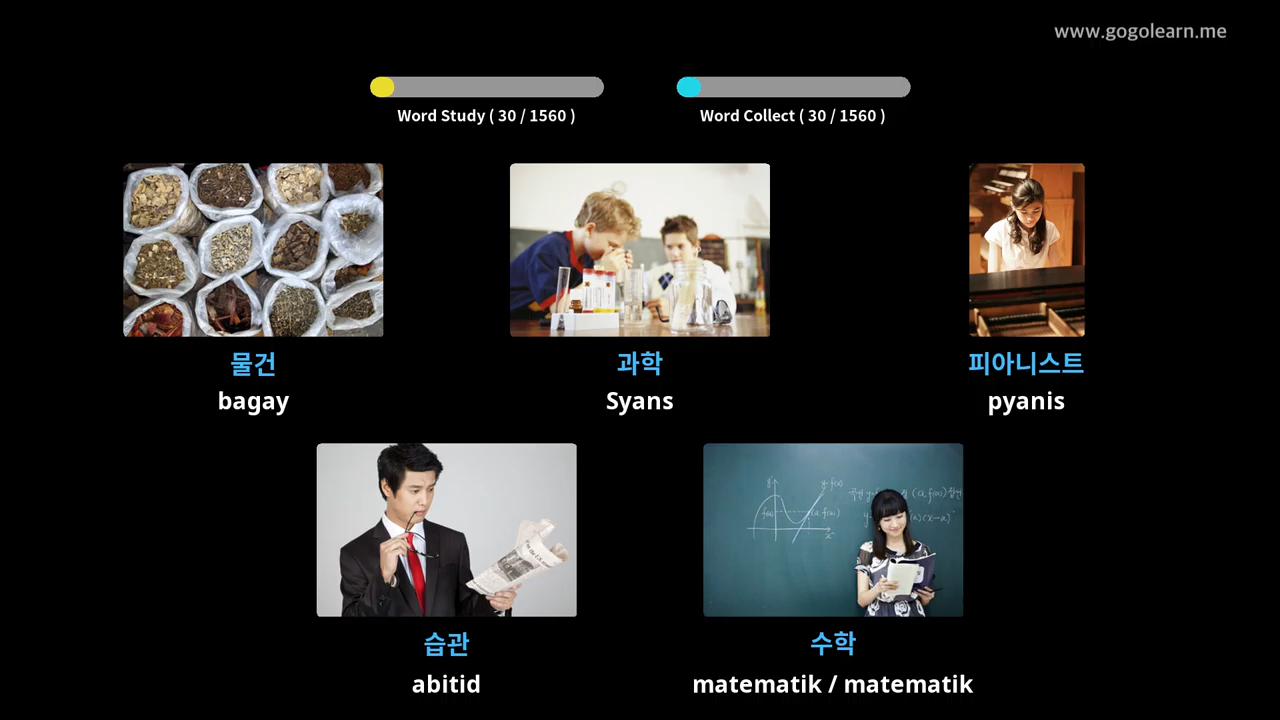 www.gogolearn.me
Word Study ( 30 / 1560 )
Word Collect ( 30 / 1560 )
물건
bagay
과학
Syans
피아니스트
pyanis
습관
abitid
수학
matematik / matematik